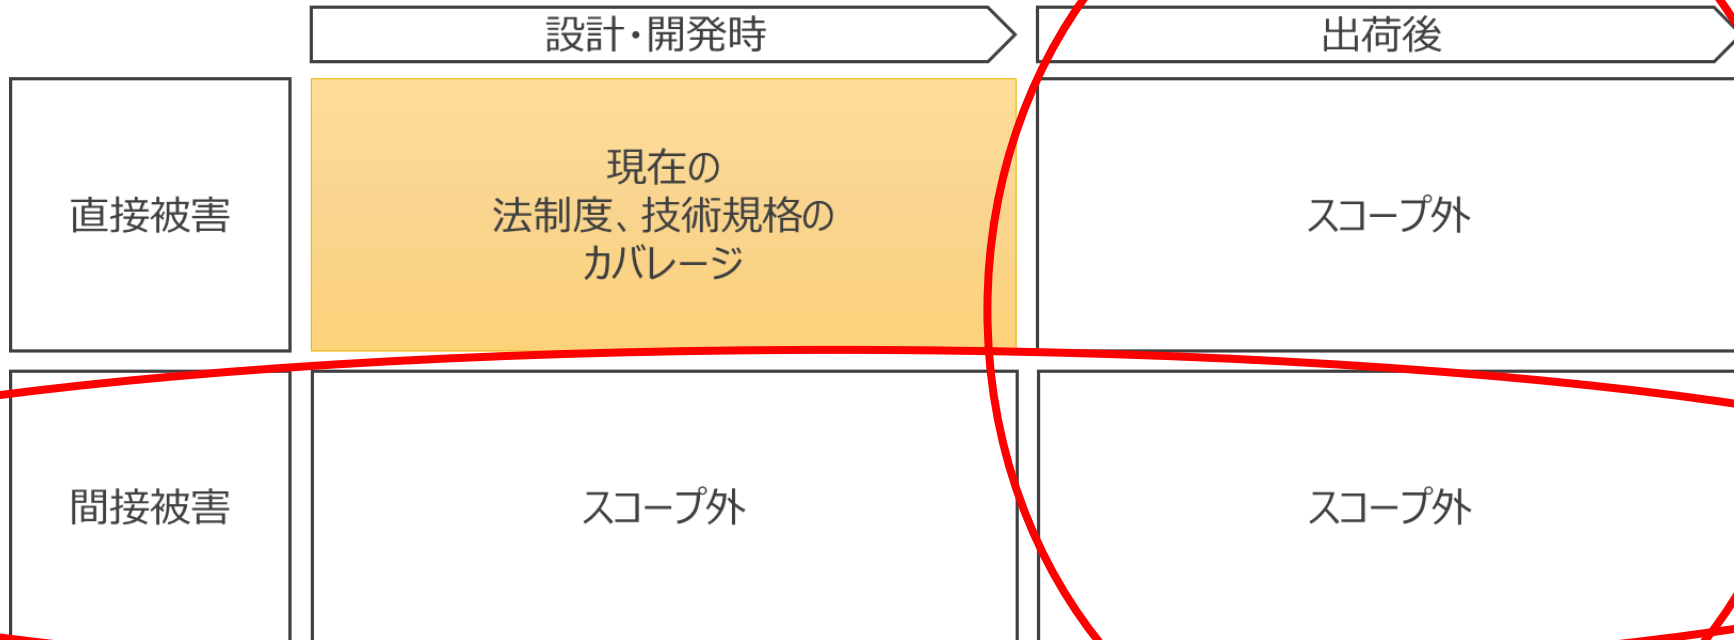 設計・開発時
出荷後
直接被害
現在の
法制度、技術規格の
カバレージ
スコープ外
間接被害
スコープ外
スコープ外